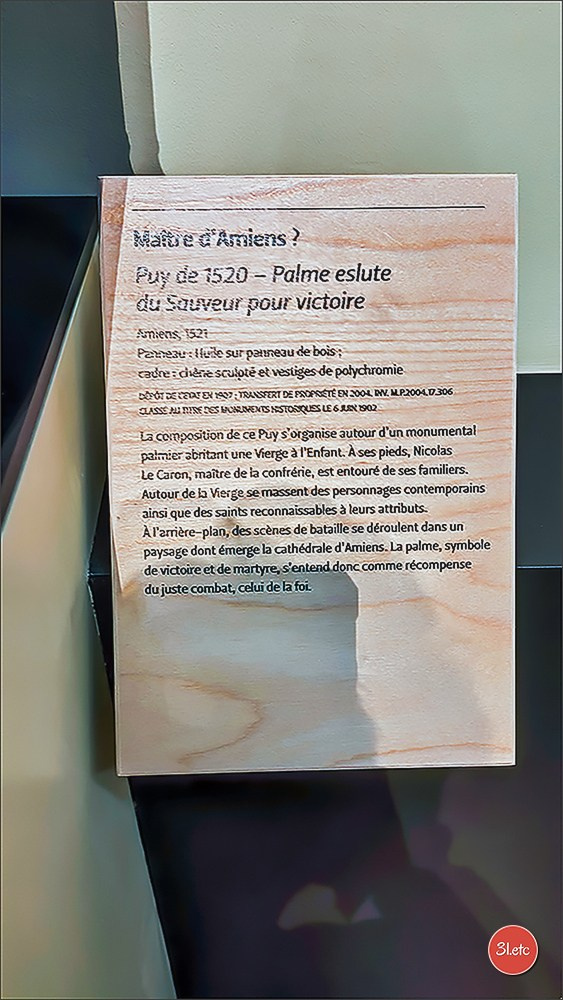 Maître d'Amiens ?
Puy de 1520 – Palme eslute
du Sauveur pour victoire
Amiens, 1521
Panneau : Huile sur panneau de bois ;
cadre : chêne sculpté et vestiges de polychromie
DÉPÔT DE L'ÉTAT EN 1907 ; TRANSFERT DE PROPRIÉTÉ EN 2004. INV. M.P.2004.17.306
CLASSÉ AU TITRE DES MONUMENTS HISTORIQUES LE 6 JUIN 1902
La composition de ce Puy s'organise autour d'un monumental
palmier abritant une Vierge à l'Enfant. À ses pieds, Nicolas
Le Caron, maître de la confrérie, est entouré de ses familiers.
Autour de la Vierge se massent des personnages contemporains
ainsi que des saints reconnaissables à leurs attributs.
À l'arrière-plan, des scènes de bataille se déroulent dans un
paysage dont émerge la cathédrale d'Amiens. La palme, symbole
de victoire et de martyre, s'entend donc comme récompense
du juste combat, celui de la foi.
3l.etc